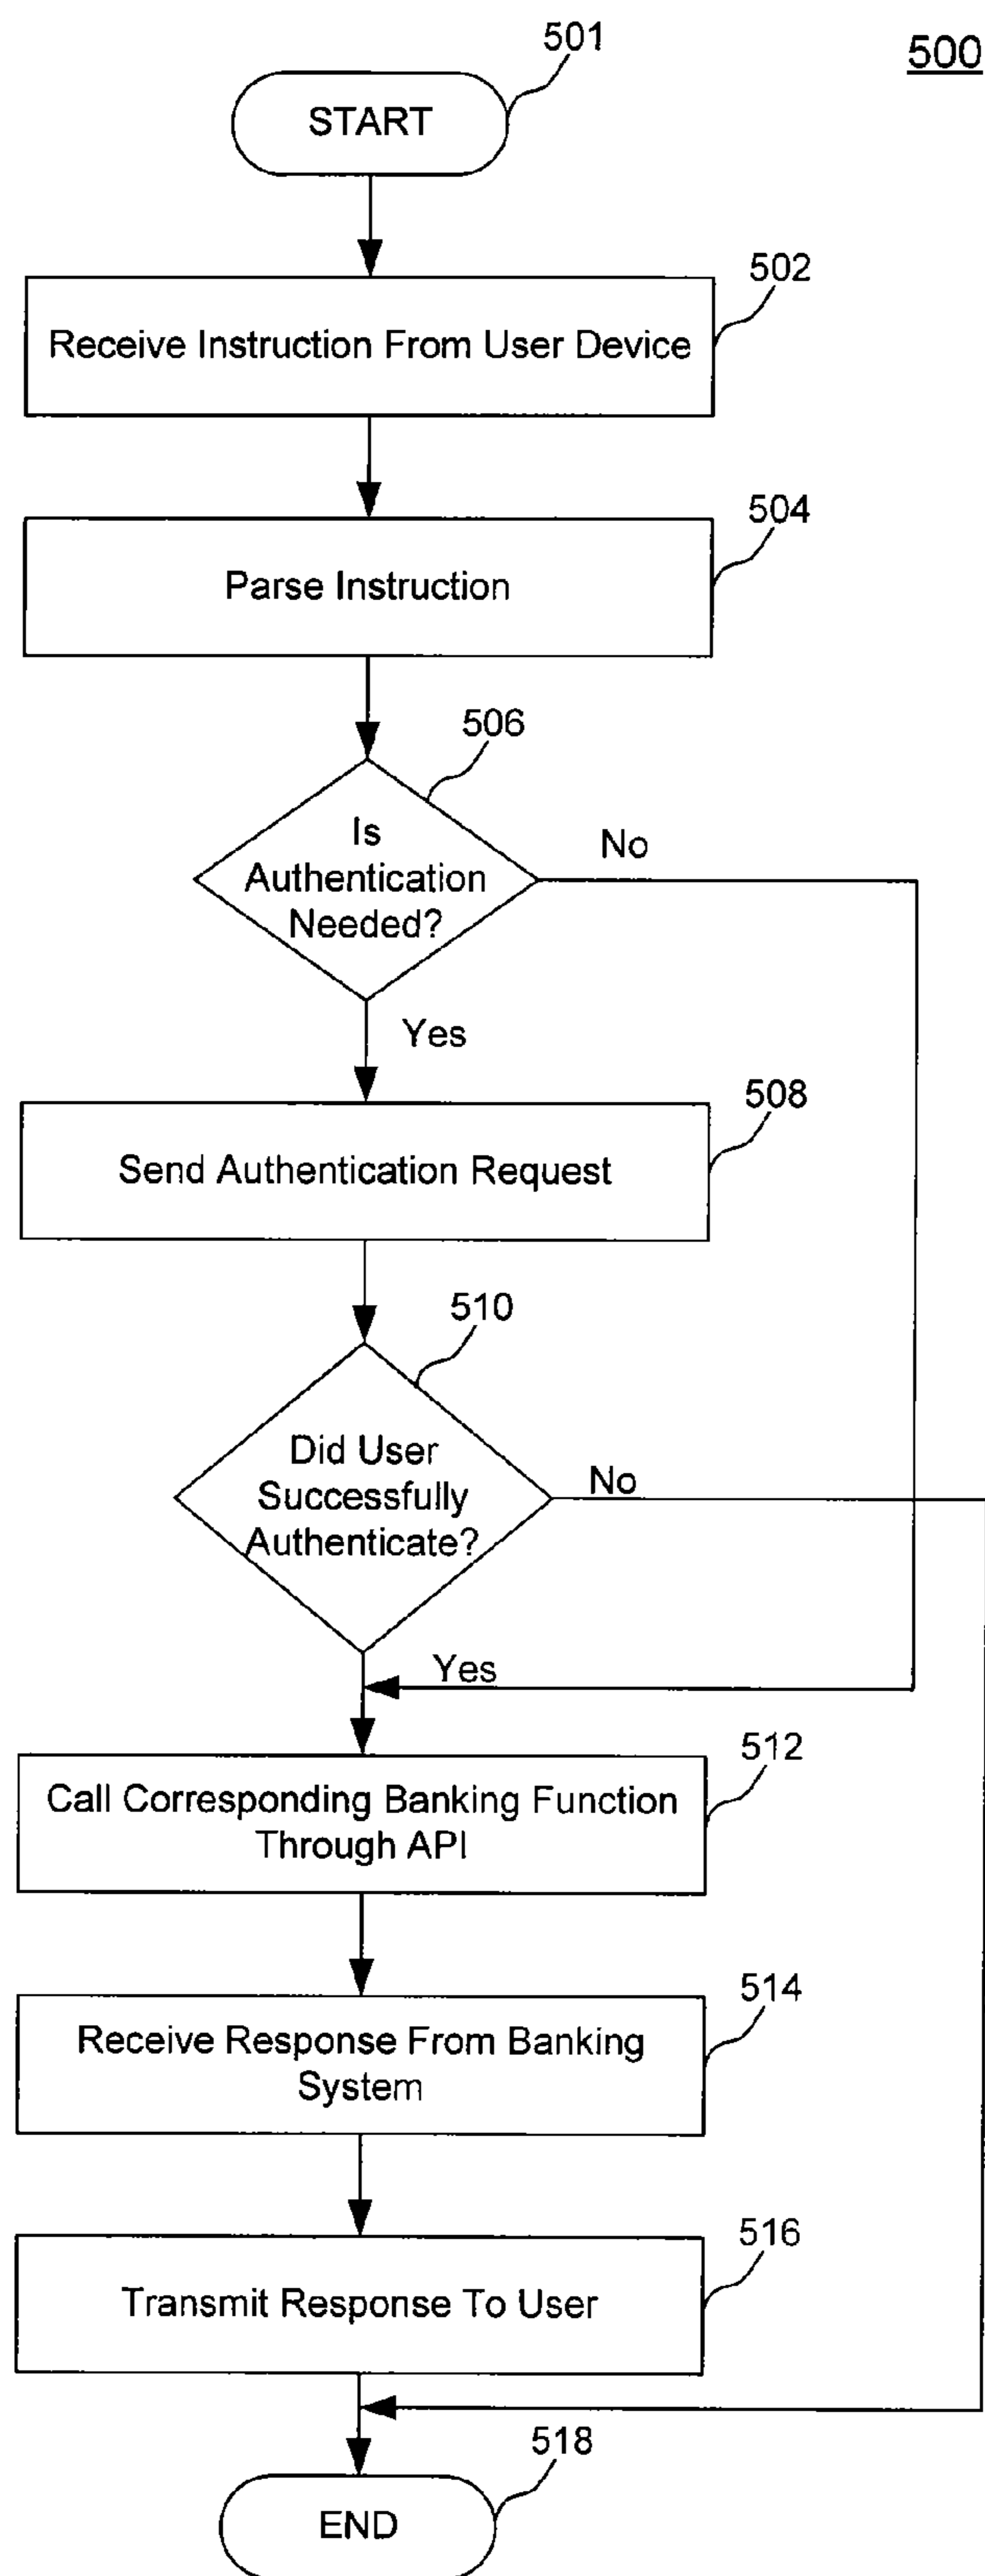 500
501
START
502
Receive Instruction From User Device
504
Parse Instruction
506
Is
Authentication
Needed?
No
Yes
508
Send Authentication Request
510
Did User
Successfully
Authenticate?
No
Yes
512
Call Corresponding Banking Function
Through API
514
Receive Response From Banking
System
516
Transmit Response To User
518
END